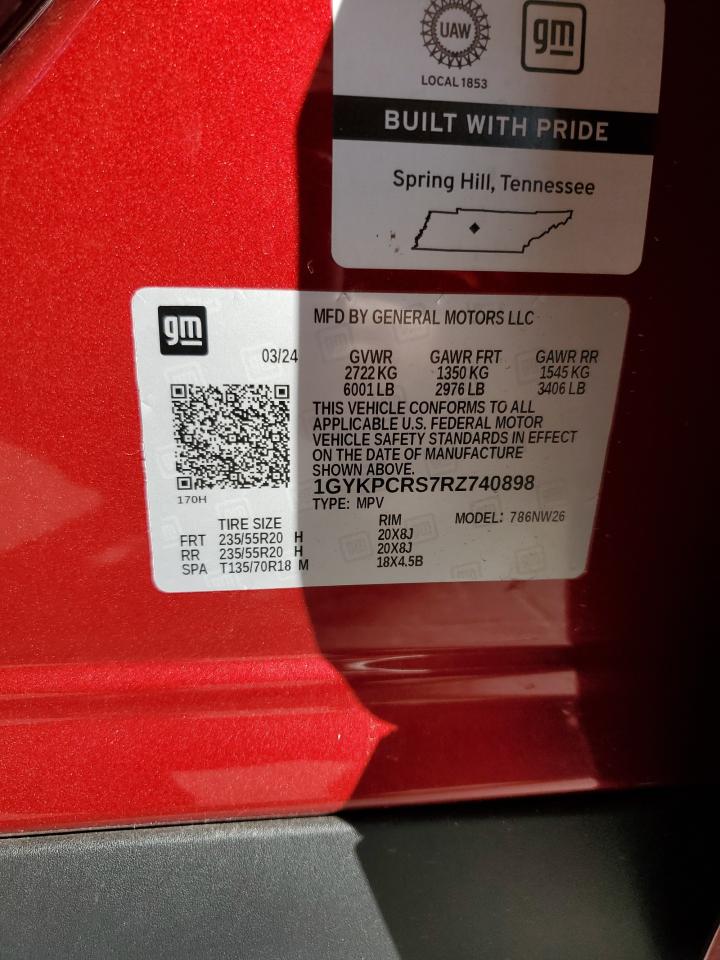 UAW
gm
LOCAL 1853
BUILT WITH PRIDE
Spring Hill, Tennessee
gm
MFD BY GENERAL MOTORS LLC
03/24 GVWR GAWR FRT GAWR RR
2722 KG 1350 KG 1545 KG
6001 LB 2976 LB 3406 LB
THIS VEHICLE CONFORMS TO ALL
APPLICABLE U.S. FEDERAL MOTOR
VEHICLE SAFETY STANDARDS IN EFFECT
ON THE DATE OF MANUFACTURE
SHOWN ABOVE.
1GYKPCRS7RZ740898
170H
TYPE: MPV
TIRE SIZE RIM MODEL: 786NW26
FRT 235/55R20 H 20X8J
RR 235/55R20 H 20X8J
SPA T135/70R18 M 18X4.5B